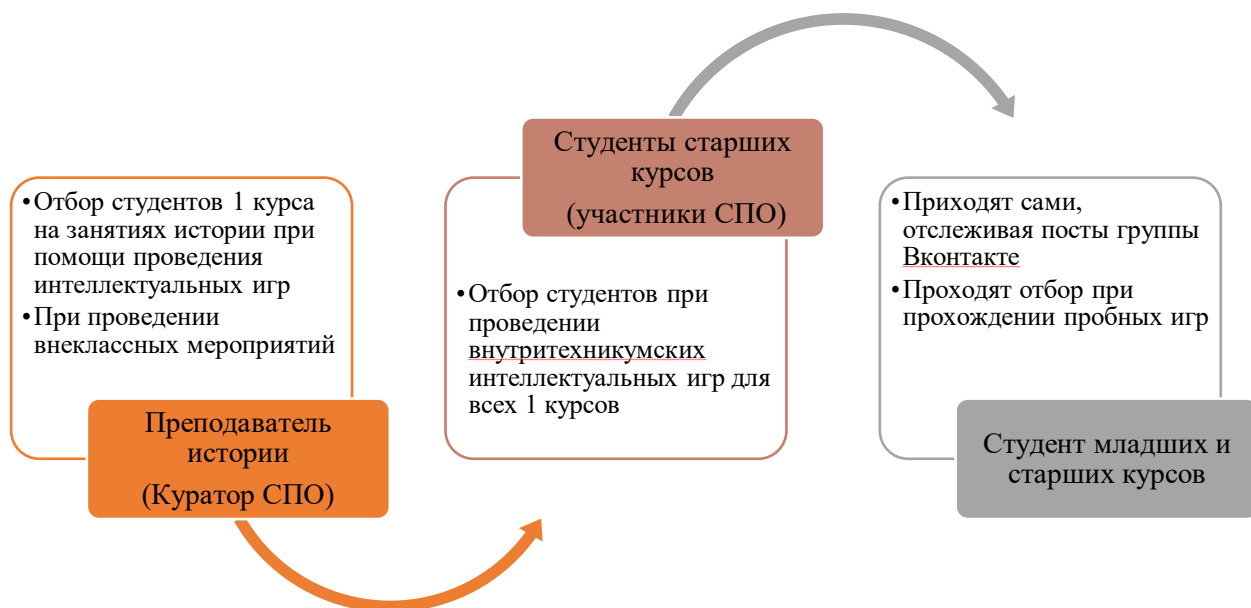 •Отбор студентов 1 курса
на занятиях истории при
помощи проведения
интеллектуальных игр
•При проведении
внеклассных мероприятий
Преподаватель
истории
(Куратор СПО)
Студенты старших
курсов
(участники СПО)
•Отбор студентов при
проведении
внутритехникумских
интеллектуальных игр для
всех 1 курсов
•Приходят сами,
отслеживая посты группы
Вконтакте
•Проходят отбор при
прохождении пробных игр
Студент младших и
старших курсов